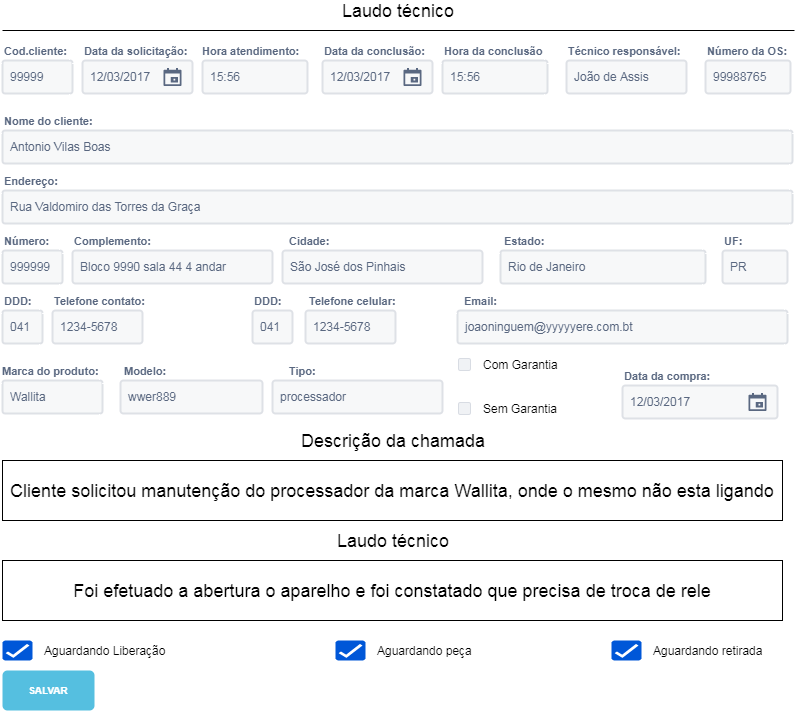 Laudo técnico
Cod.cliente: Data da solicitação: Hora atendimento: Data da conclusão: Hora da conclusão Técnico responsável: Número da OS:
99999 12/03/2017 15:56 12/03/2017 15:56 João de Assis 99988765
Nome do cliente:
Antonio Vilas Boas
Endereço:
Rua Valdomiro das Torres da Graça
Número: Complemento: Cidade: Estado: UF:
999999 Bloco 9990 sala 44 4 andar São José dos Pinhais Rio de Janeiro PR
DDD: Telefone contato: DDD: Telefone celular: Email:
041 1234-5678 041 1234-5678 joaoninguem@yyyyyere.com.bt
Marca do produto: Modelo: Tipo: Com Garantia Data da compra:
Wallita wwer889 processador Sem Garantia 12/03/2017
Descrição da chamada
Cliente solicitou manutenção do processador da marca Wallita, onde o mesmo não esta ligando
Laudo técnico
Foi efetuado a abertura o aparelho e foi constatado que precisa de troca de rele
Aguardando Liberação Aguardando peça Aguardando retirada
SALVAR